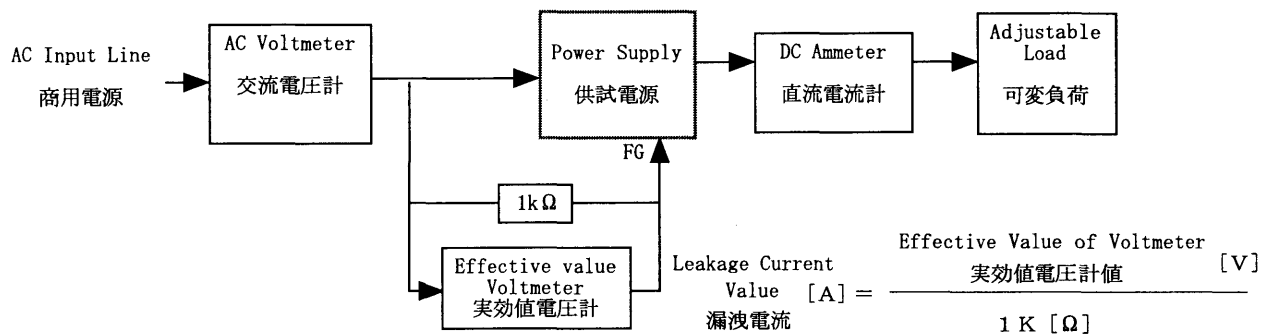 AC Input Line
商用電源
AC Voltmeter
交流電圧計
Power Supply
供試電源
DC Ammeter
直流電流計
Adjustable
Load
可変負荷
FG
1kΩ
Effective value
Voltmeter
実効値電圧計
Leakage Current
Value [A] =
漏洩電流
Effective Value of Voltmeter
実効値電圧計値 [V]
1 K [Ω]